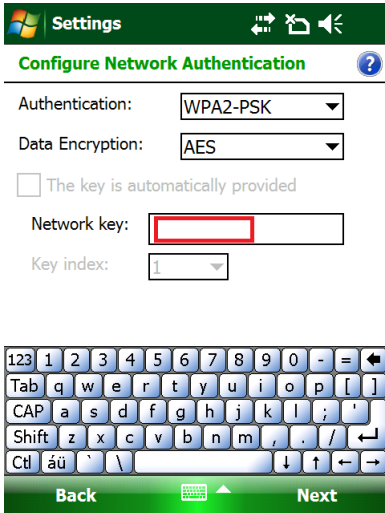 Settings
Configure Network Authentication ?
Authentication: WPA2-PSK
Data Encryption: AES
The key is automatically provided
Network key:
Key index: 1
123 1 2 3 4 5 6 7 8 9 0 - =
Tab q w e r t y u i o p [ ]
CAP a s d f g h j k l ; '
Shift z x c v b n m , . /
Ctl áü ` \
Back Next